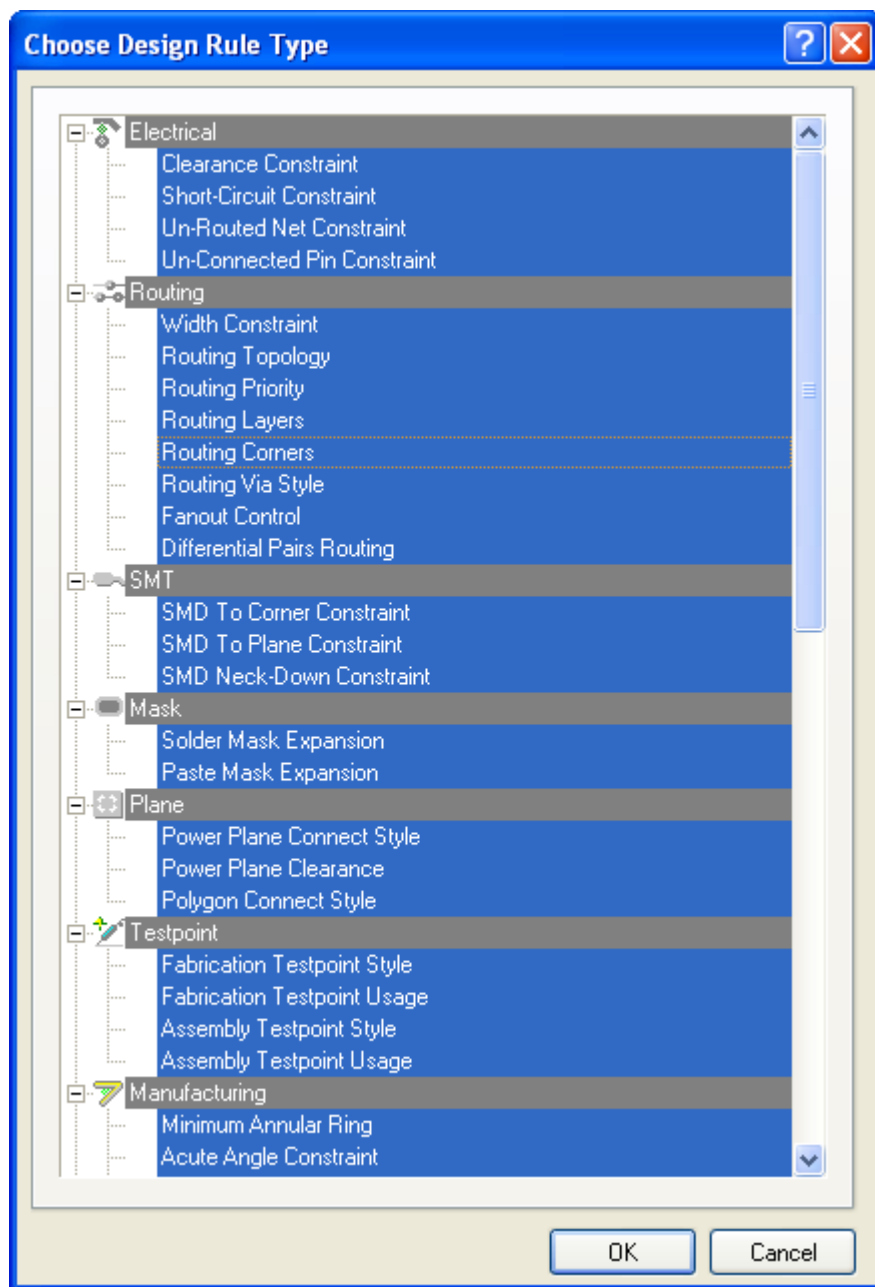 Choose Design Rule Type
Electrical
Clearance Constraint
Short-Circuit Constraint
Un-Routed Net Constraint
Un-Connected Pin Constraint
Routing
Width Constraint
Routing Topology
Routing Priority
Routing Layers
Routing Corners
Routing Via Style
Fanout Control
Differential Pairs Routing
SMT
SMD To Corner Constraint
SMD To Plane Constraint
SMD Neck-Down Constraint
Mask
Solder Mask Expansion
Paste Mask Expansion
Plane
Power Plane Connect Style
Power Plane Clearance
Polygon Connect Style
Testpoint
Fabrication Testpoint Style
Fabrication Testpoint Usage
Assembly Testpoint Style
Assembly Testpoint Usage
Manufacturing
Minimum Annular Ring
Acute Angle Constraint
OK Cancel